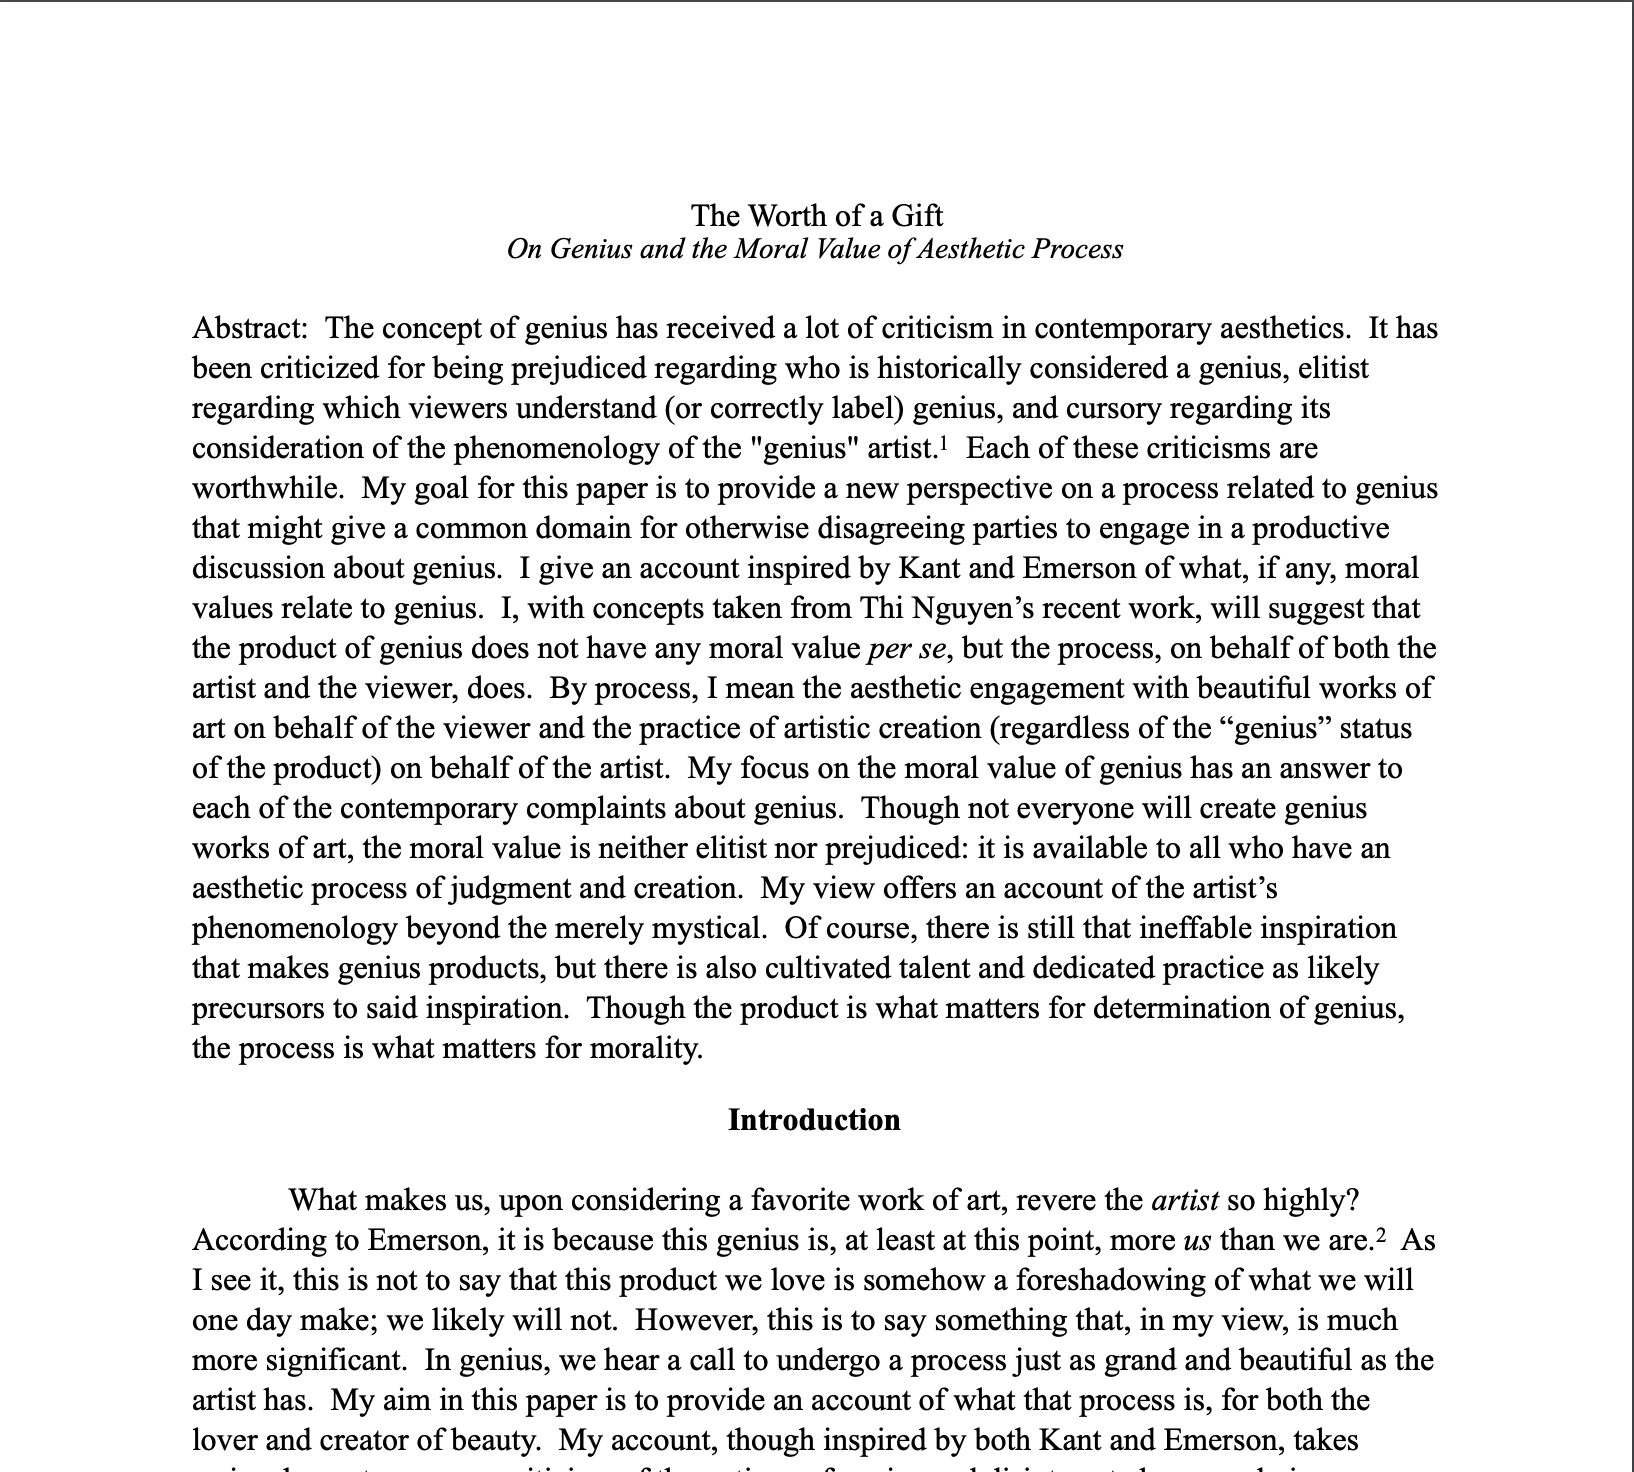 The Worth of a Gift
On Genius and the Moral Value of Aesthetic Process
Abstract:  The concept of genius has received a lot of criticism in contemporary aesthetics.  It has
been criticized for being prejudiced regarding who is historically considered a genius, elitist
regarding which viewers understand (or correctly label) genius, and cursory regarding its
consideration of the phenomenology of the "genius" artist.¹  Each of these criticisms are
worthwhile.  My goal for this paper is to provide a new perspective on a process related to genius
that might give a common domain for otherwise disagreeing parties to engage in a productive
discussion about genius.  I give an account inspired by Kant and Emerson of what, if any, moral
values relate to genius.  I, with concepts taken from Thi Nguyen’s recent work, will suggest that
the product of genius does not have any moral value per se, but the process, on behalf of both the
artist and the viewer, does.  By process, I mean the aesthetic engagement with beautiful works of
art on behalf of the viewer and the practice of artistic creation (regardless of the “genius” status
of the product) on behalf of the artist.  My focus on the moral value of genius has an answer to
each of the contemporary complaints about genius.  Though not everyone will create genius
works of art, the moral value is neither elitist nor prejudiced: it is available to all who have an
aesthetic process of judgment and creation.  My view offers an account of the artist’s
phenomenology beyond the merely mystical.  Of course, there is still that ineffable inspiration
that makes genius products, but there is also cultivated talent and dedicated practice as likely
precursors to said inspiration.  Though the product is what matters for determination of genius,
the process is what matters for morality.
Introduction
What makes us, upon considering a favorite work of art, revere the artist so highly?
According to Emerson, it is because this genius is, at least at this point, more us than we are.²  As
I see it, this is not to say that this product we love is somehow a foreshadowing of what we will
one day make; we likely will not.  However, this is to say something that, in my view, is much
more significant.  In genius, we hear a call to undergo a process just as grand and beautiful as the
artist has.  My aim in this paper is to provide an account of what that process is, for both the
lover and creator of beauty.  My account, though inspired by both Kant and Emerson, takes